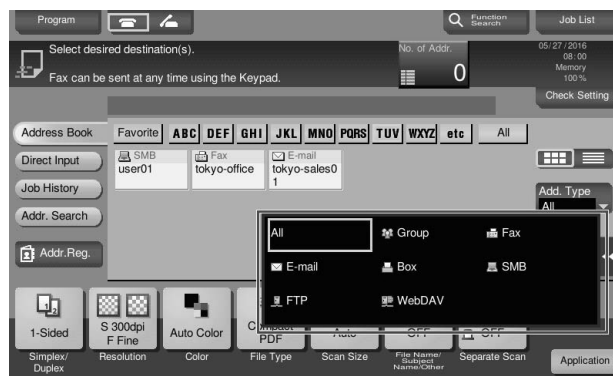 Program
Function
Search
Job List
Select desired destination(s).
Fax can be sent at any time using the Keypad.
No. of Addr.
0
05/27/2016
08:00
Memory
100%
Check Setting
Address Book
Favorite ABC DEF GHI JKL MNO PQRS TUV WXYZ etc All
Direct Input
SMB
user01
Fax
tokyo-office
E-mail
tokyo-sales0
1
Job History
Addr. Search
Addr.Reg.
Add. Type
All
All
Group
Fax
E-mail
Box
SMB
FTP
WebDAV
1-Sided
S 300dpi
F Fine
Auto Color
PDF
Auto
OFF
OFF
Simplex/
Duplex
Resolution
Color
File Type
Scan Size
File Name/
Subject
Name/Other
Separate Scan
Application